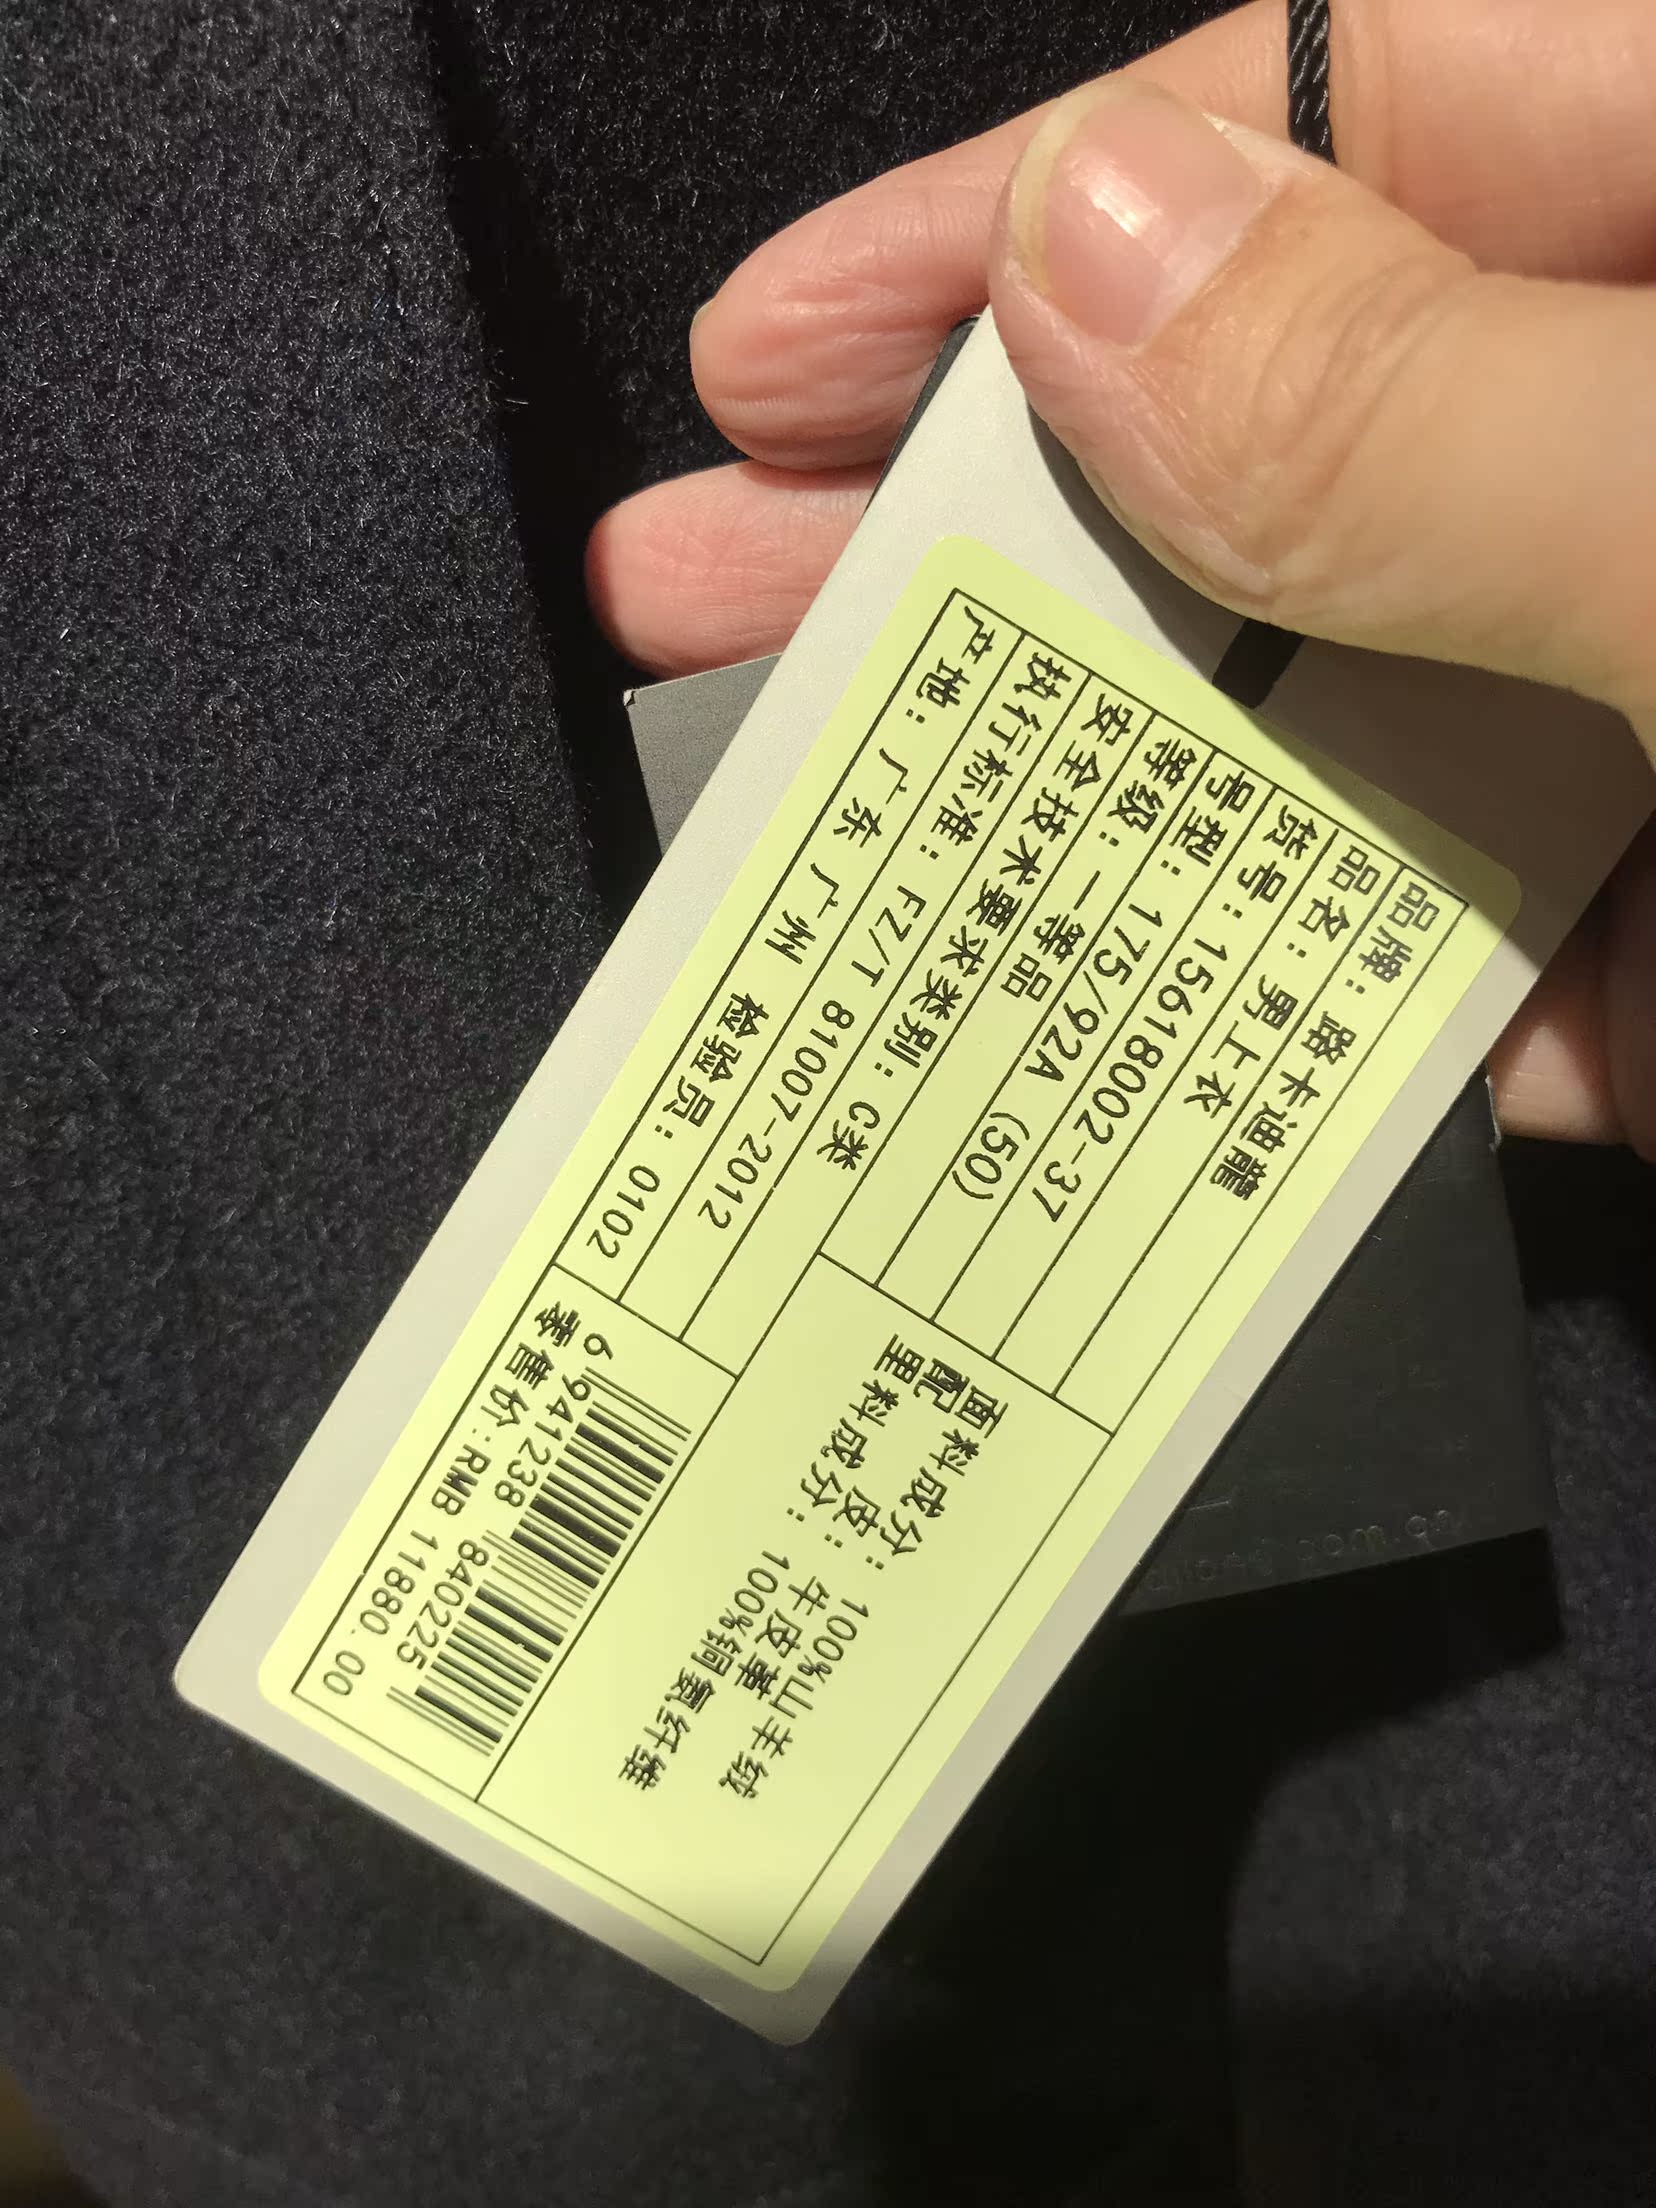 品牌：路卡迪龍
品名：男上衣
货号：15618002-37
号型：175/92A (50)
等级：一等品
安全技术要求类别：C类
执行标准：FZ/T 81007-2012
产地：广东广州 检验员：0102
面料成分：100%山羊绒
配 皮：牛皮革
里料成分：100%铜氨纤维
6 941238 840225
零售价:RMB 11880.00